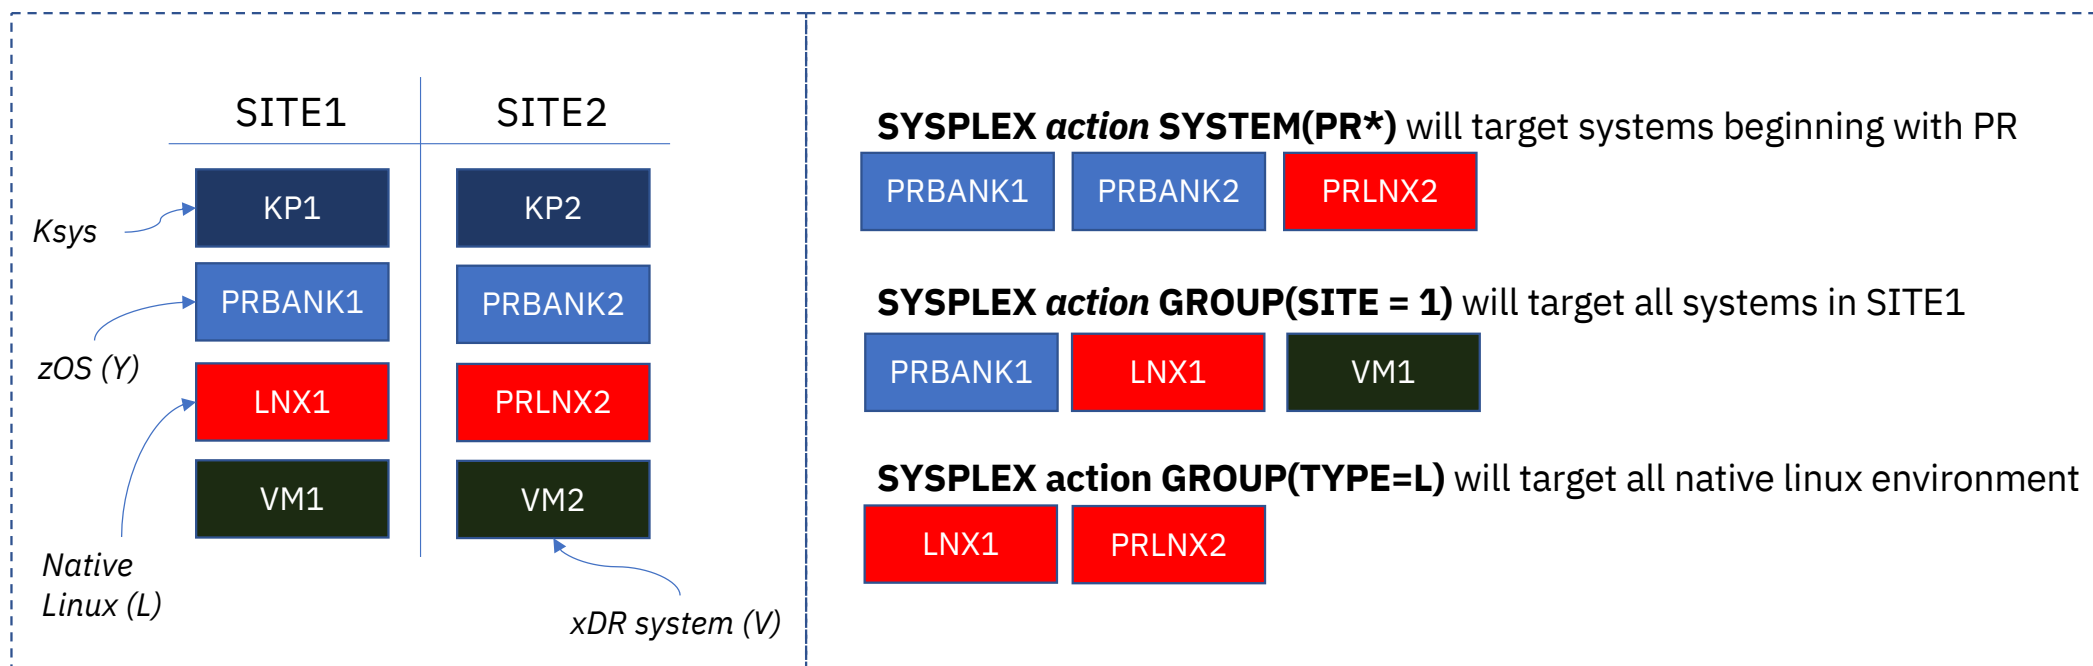 SITE1 SITE2
KP1 KP2
Ksys
PRBANK1 PRBANK2
zOS (Y)
LNX1 PRLNX2
VM1 VM2
Native
Linux (L)
xDR system (V)
SYSPLEX action SYSTEM(PR*) will target systems beginning with PR
PRBANK1 PRBANK2 PRLNX2
SYSPLEX action GROUP(SITE = 1) will target all systems in SITE1
PRBANK1 LNX1 VM1
SYSPLEX action GROUP(TYPE=L) will target all native linux environment
LNX1 PRLNX2